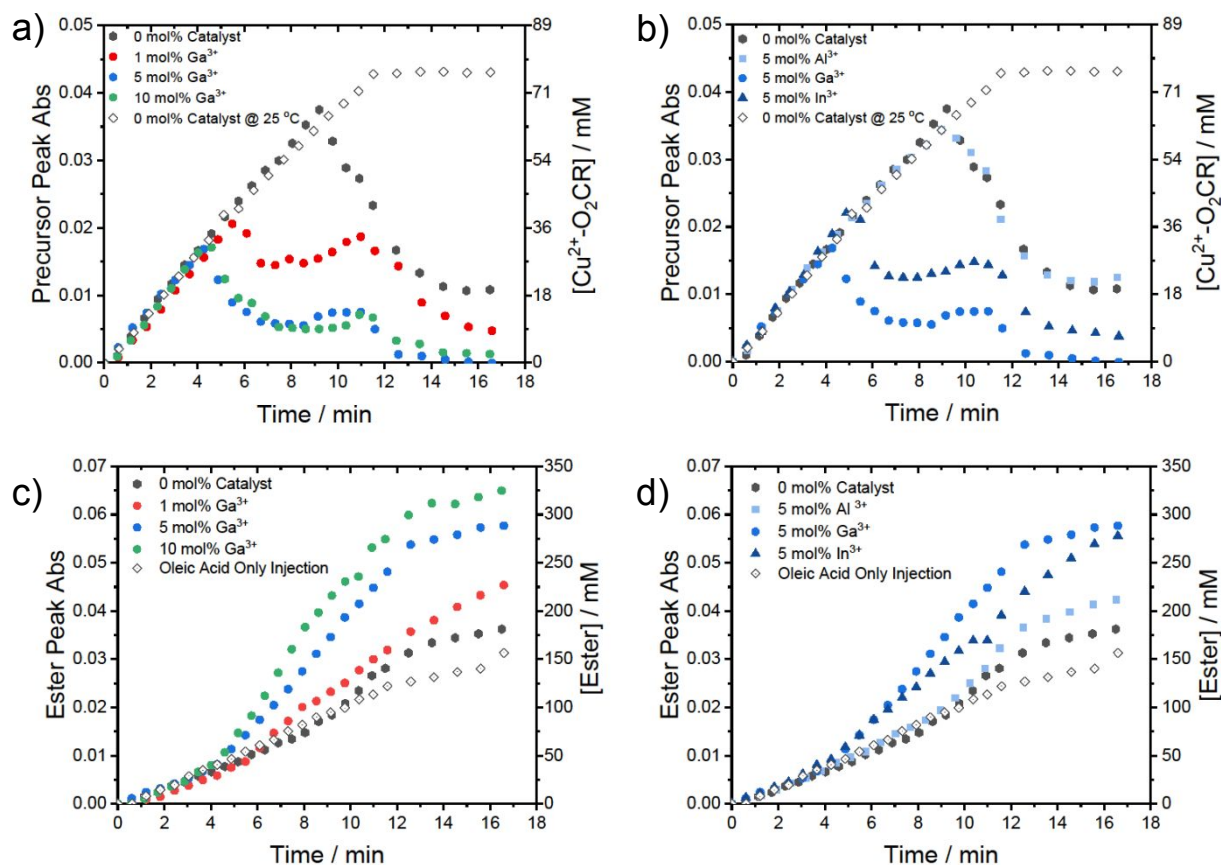 a)
0.05
0.04
0.03
0.02
0.01
0.00
Precursor Peak Abs
0 mol% Catalyst
1 mol% Ga³⁺
5 mol% Ga³⁺
10 mol% Ga³⁺
0 mol% Catalyst @ 25 °C
89
71
54
36
18
0
[Cu²⁺-O₂CR] / mM
0 2 4 6 8 10 12 14 16 18
Time / min
b)
0.05
0.04
0.03
0.02
0.01
0.00
Precursor Peak Abs
0 mol% Catalyst
5 mol% Al³⁺
5 mol% Ga³⁺
5 mol% In³⁺
0 mol% Catalyst @ 25 °C
89
71
54
36
18
0
[Cu²⁺-O₂CR] / mM
0 2 4 6 8 10 12 14 16 18
Time / min
c)
0.07
0.06
0.05
0.04
0.03
0.02
0.01
0.00
Ester Peak Abs
0 mol% Catalyst
1 mol% Ga³⁺
5 mol% Ga³⁺
10 mol% Ga³⁺
Oleic Acid Only Injection
350
300
250
200
150
100
50
0
[Ester] / mM
0 2 4 6 8 10 12 14 16 18
Time / min
d)
0.07
0.06
0.05
0.04
0.03
0.02
0.01
0.00
Ester Peak Abs
0 mol% Catalyst
5 mol% Al ³⁺
5 mol% Ga³⁺
5 mol% In³⁺
Oleic Acid Only Injection
350
300
250
200
150
100
50
0
[Ester] / mM
0 2 4 6 8 10 12 14 16 18
Time / min